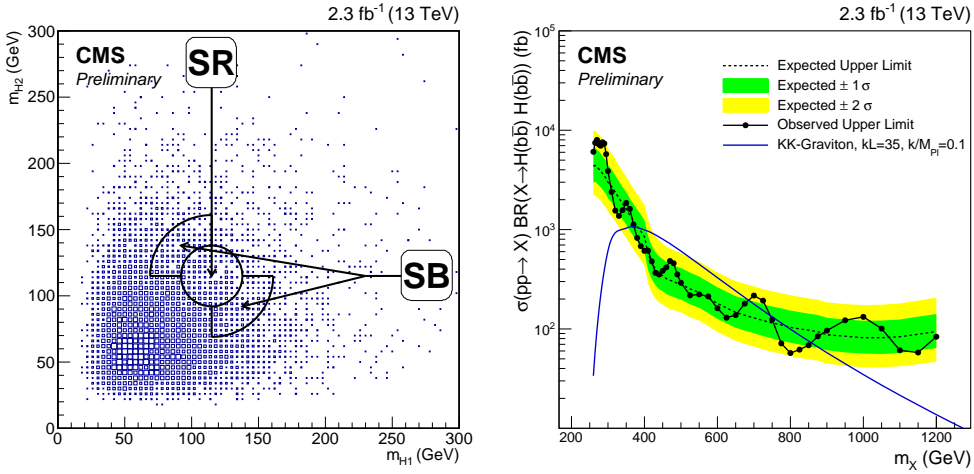 2.3 fb⁻¹ (13 TeV)
m_H2 (GeV)
300
250
200
150
100
50
0
CMS
Preliminary
SR
SB
0 50 100 150 200 250 300
m_H1 (GeV)
2.3 fb⁻¹ (13 TeV)
σ(pp→ X) BR(X→H(bb̅) H(bb̅)) (fb)
10⁵
10⁴
10³
10²
CMS
Preliminary
Expected Upper Limit
Expected ± 1 σ
Expected ± 2 σ
Observed Upper Limit
KK-Graviton, kL=35, k/M_Pl=0.1
200 400 600 800 1000 1200
m_X (GeV)